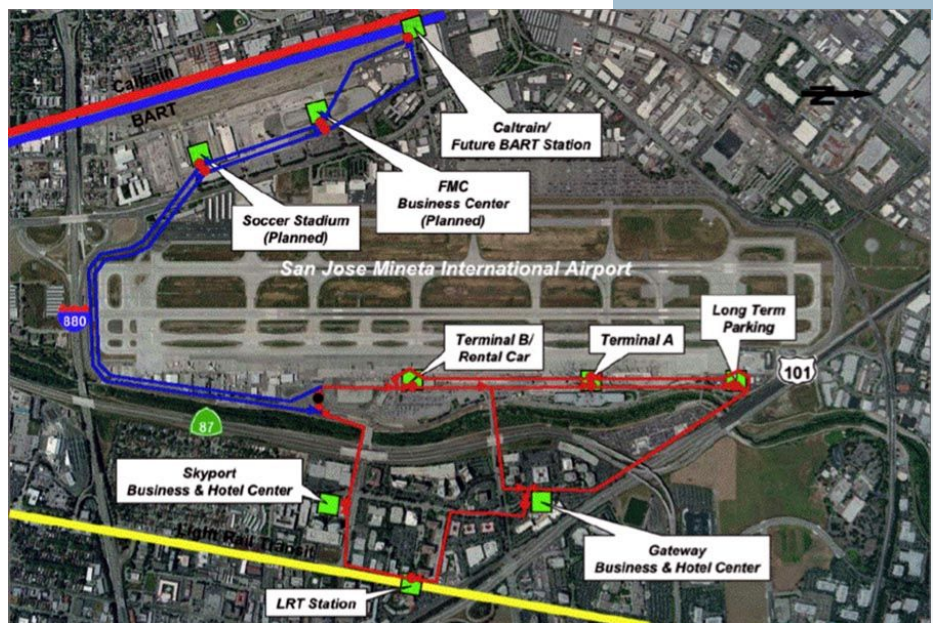 Caltrain
BART
N
Caltrain/
Future BART Station
FMC
Business Center
(Planned)
Soccer Stadium
(Planned)
San Jose Mineta International Airport
880
Terminal B/
Rental Car
Terminal A
Long Term
Parking
101
87
Skyport
Business & Hotel Center
Light Rail Transit
Gateway
Business & Hotel Center
LRT Station